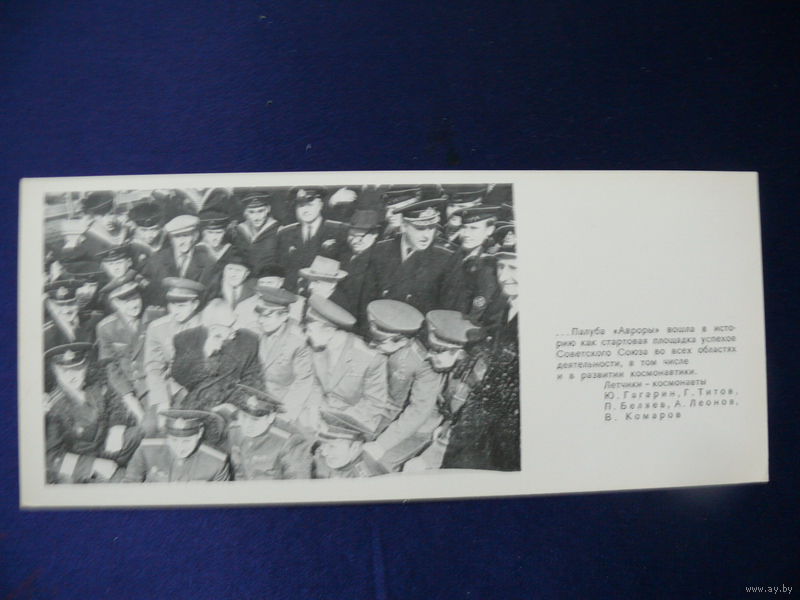 ...Палуба «Авроры» вошла в исто-
рию как стартовая площадка успехов
Советского Союза во всех областях
деятельности, в том числе
и в развитии космонавтики.
Летчики-космонавты
Ю. Гагарин, Г. Титов,
П. Беляев, А. Леонов,
В. Комаров
www.ay.by